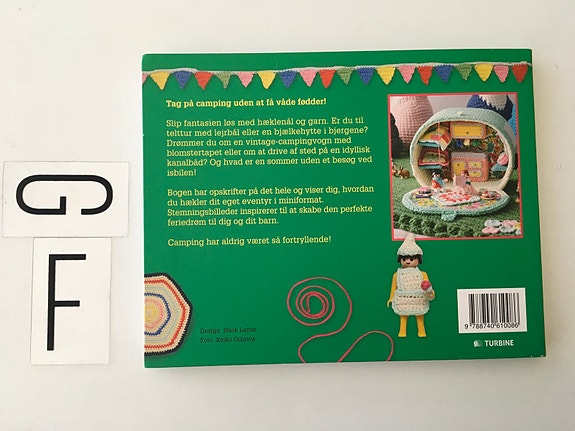 G
F
Tag på camping uden at få våde fødder!
Slip fantasien løs med hæklenål og garn. Er du til
telttur med lejrbål eller en bjælkehytte i bjergene?
Drømmer du om en vintage-campingvogn med
blomstertapet eller om at drive af sted på en idyllisk
kanalbåd? Og hvad er en sommer uden et besøg ved
isbilen!
Bogen har opskrifter på det hele og viser dig, hvordan
du hækler dit eget eventyr i miniformat.
Stemningsbilleder inspirerer til at skabe den perfekte
feriedrøm til dig og dit barn.
Camping har aldrig været så fortryllende!
Design: Mark
Foto: Keiko
9 788740 610086
TURBINE